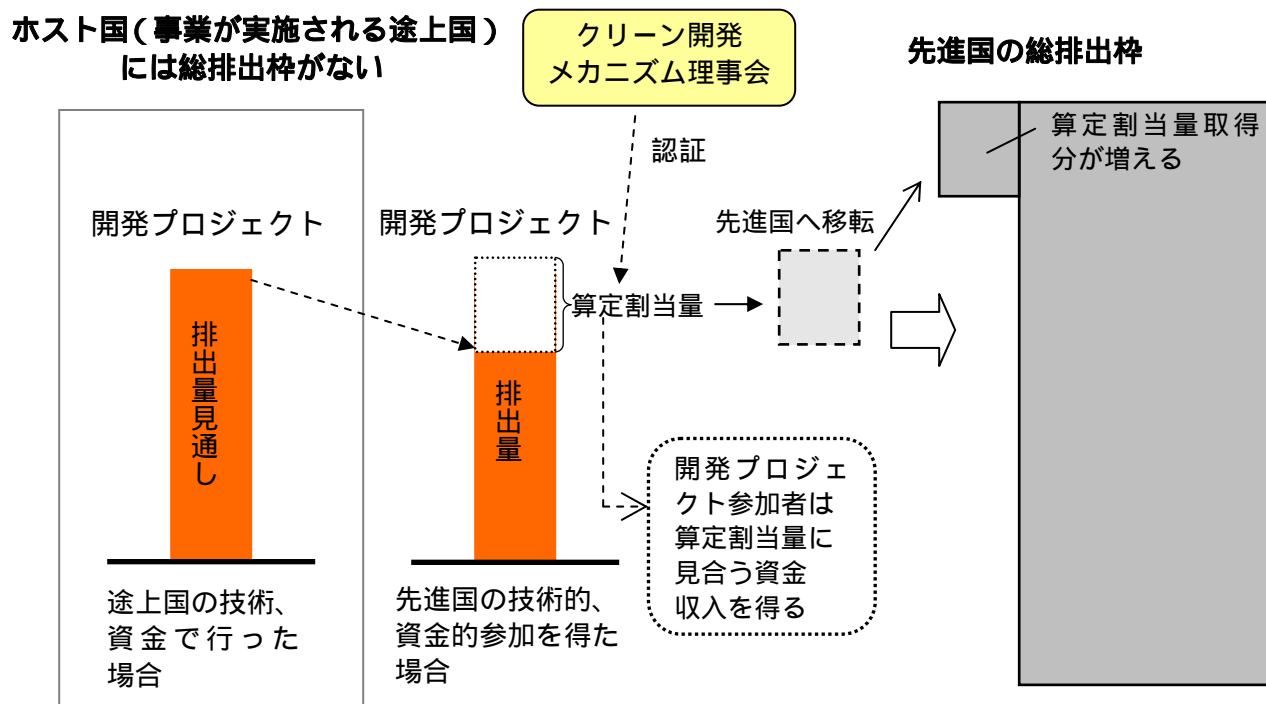 ホスト国（事業が実施される途上国）
には総排出枠がない
クリーン開発
メカニズム理事会
先進国の総排出枠
認証
算定割当量取得
分が増える
開発プロジェクト
開発プロジェクト
先進国へ移転
算定割当量
排出量見通し
排出量
開発プロジェ
クト参加者は
算定割当量に
見合う資金
収入を得る
途上国の技術、
資金で行った
場合
先進国の技術的、
資金的参加を得た
場合